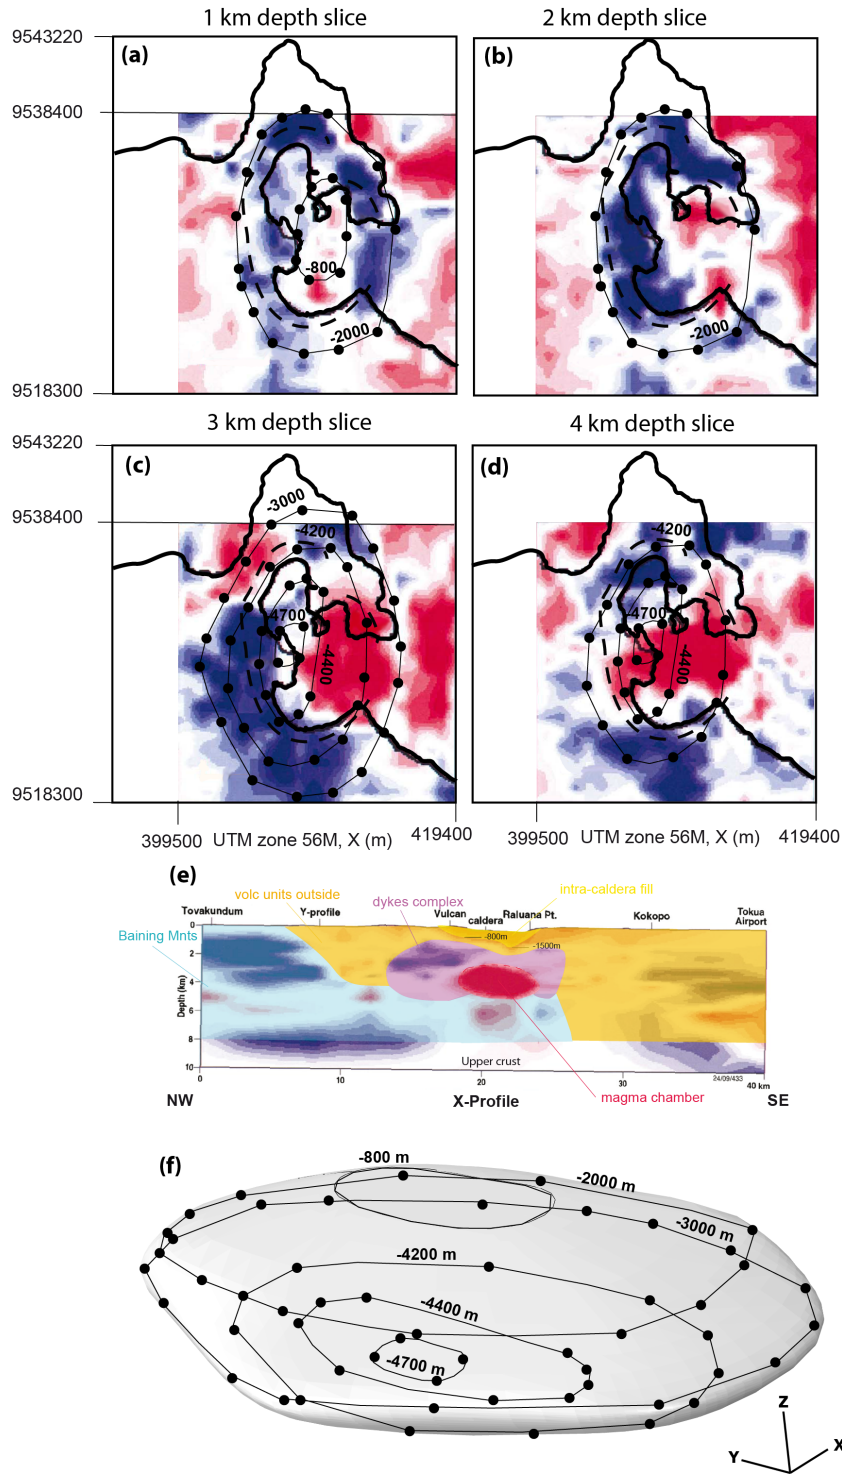 1 km depth slice
2 km depth slice
9543220
(a)
(b)
9538400
-800
-2000
-2000
9518300
3 km depth slice
4 km depth slice
9543220
(c)
(d)
-3000
9538400
-4200
-4200
-4700
-4700
-4400
-4400
9518300
399500
UTM zone 56M, X (m)
419400
399500
UTM zone 56M, X (m)
419400
(e)
volc units outside
intra-caldera fill
dykes complex
Tovakundum
Y-profile
Vulcan
caldera
Raluana Pt.
Kokopo
Tokua
Airport
Baining Mnts
0
-800m
-1500m
2
4
Depth (km)
6
8
10
Upper crust
0
10
20
30
24/09/433
40 km
NW
X-Profile
magma chamber
SE
(f)
-800 m
-2000 m
-3000 m
-4200 m
-4400 m
-4700 m
Z
Y
X